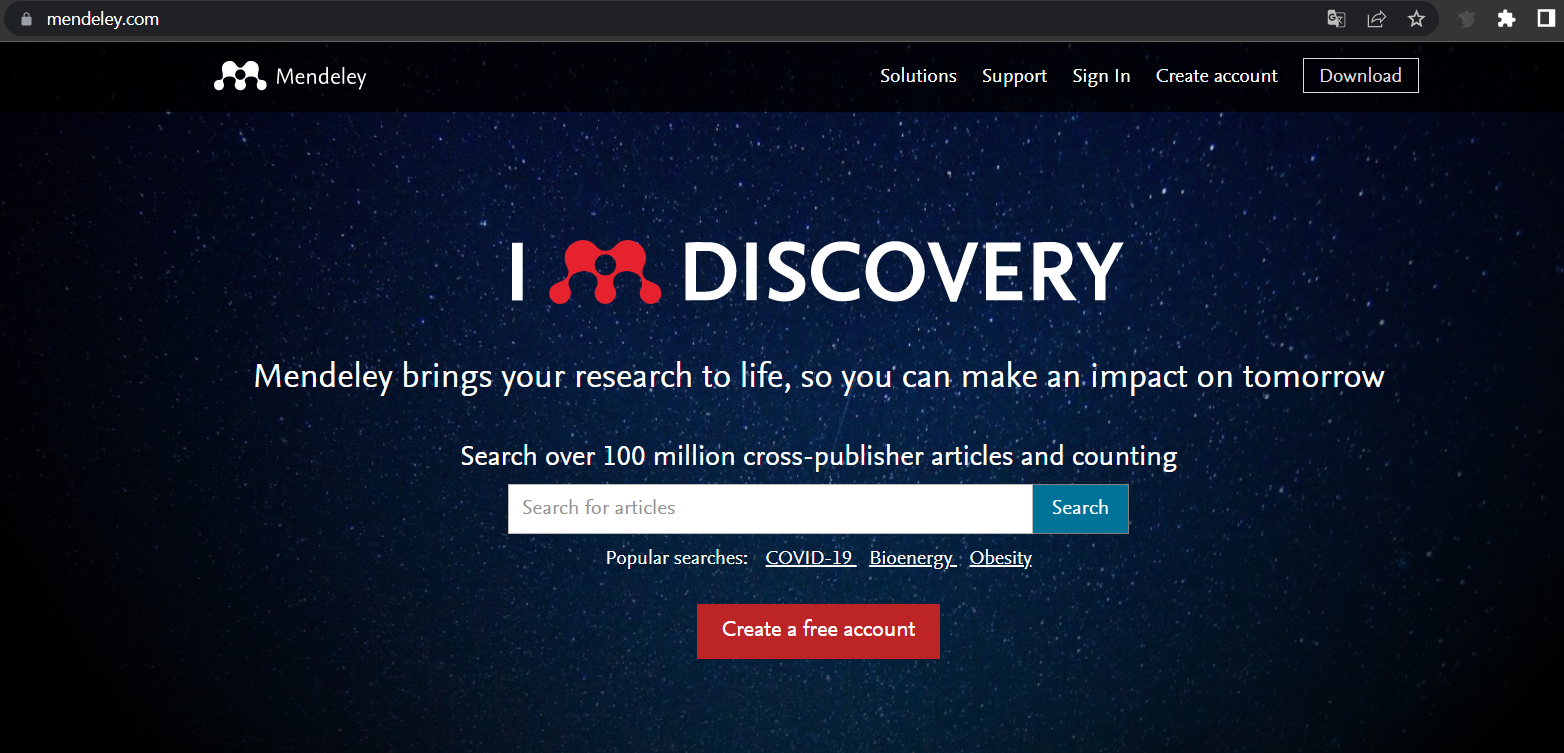 mendeley.com
Mendeley
Solutions Support Sign In Create account Download
I DISCOVERY
Mendeley brings your research to life, so you can make an impact on tomorrow
Search over 100 million cross-publisher articles and counting
Search for articles Search
Popular searches: COVID-19 Bioenergy Obesity
Create a free account